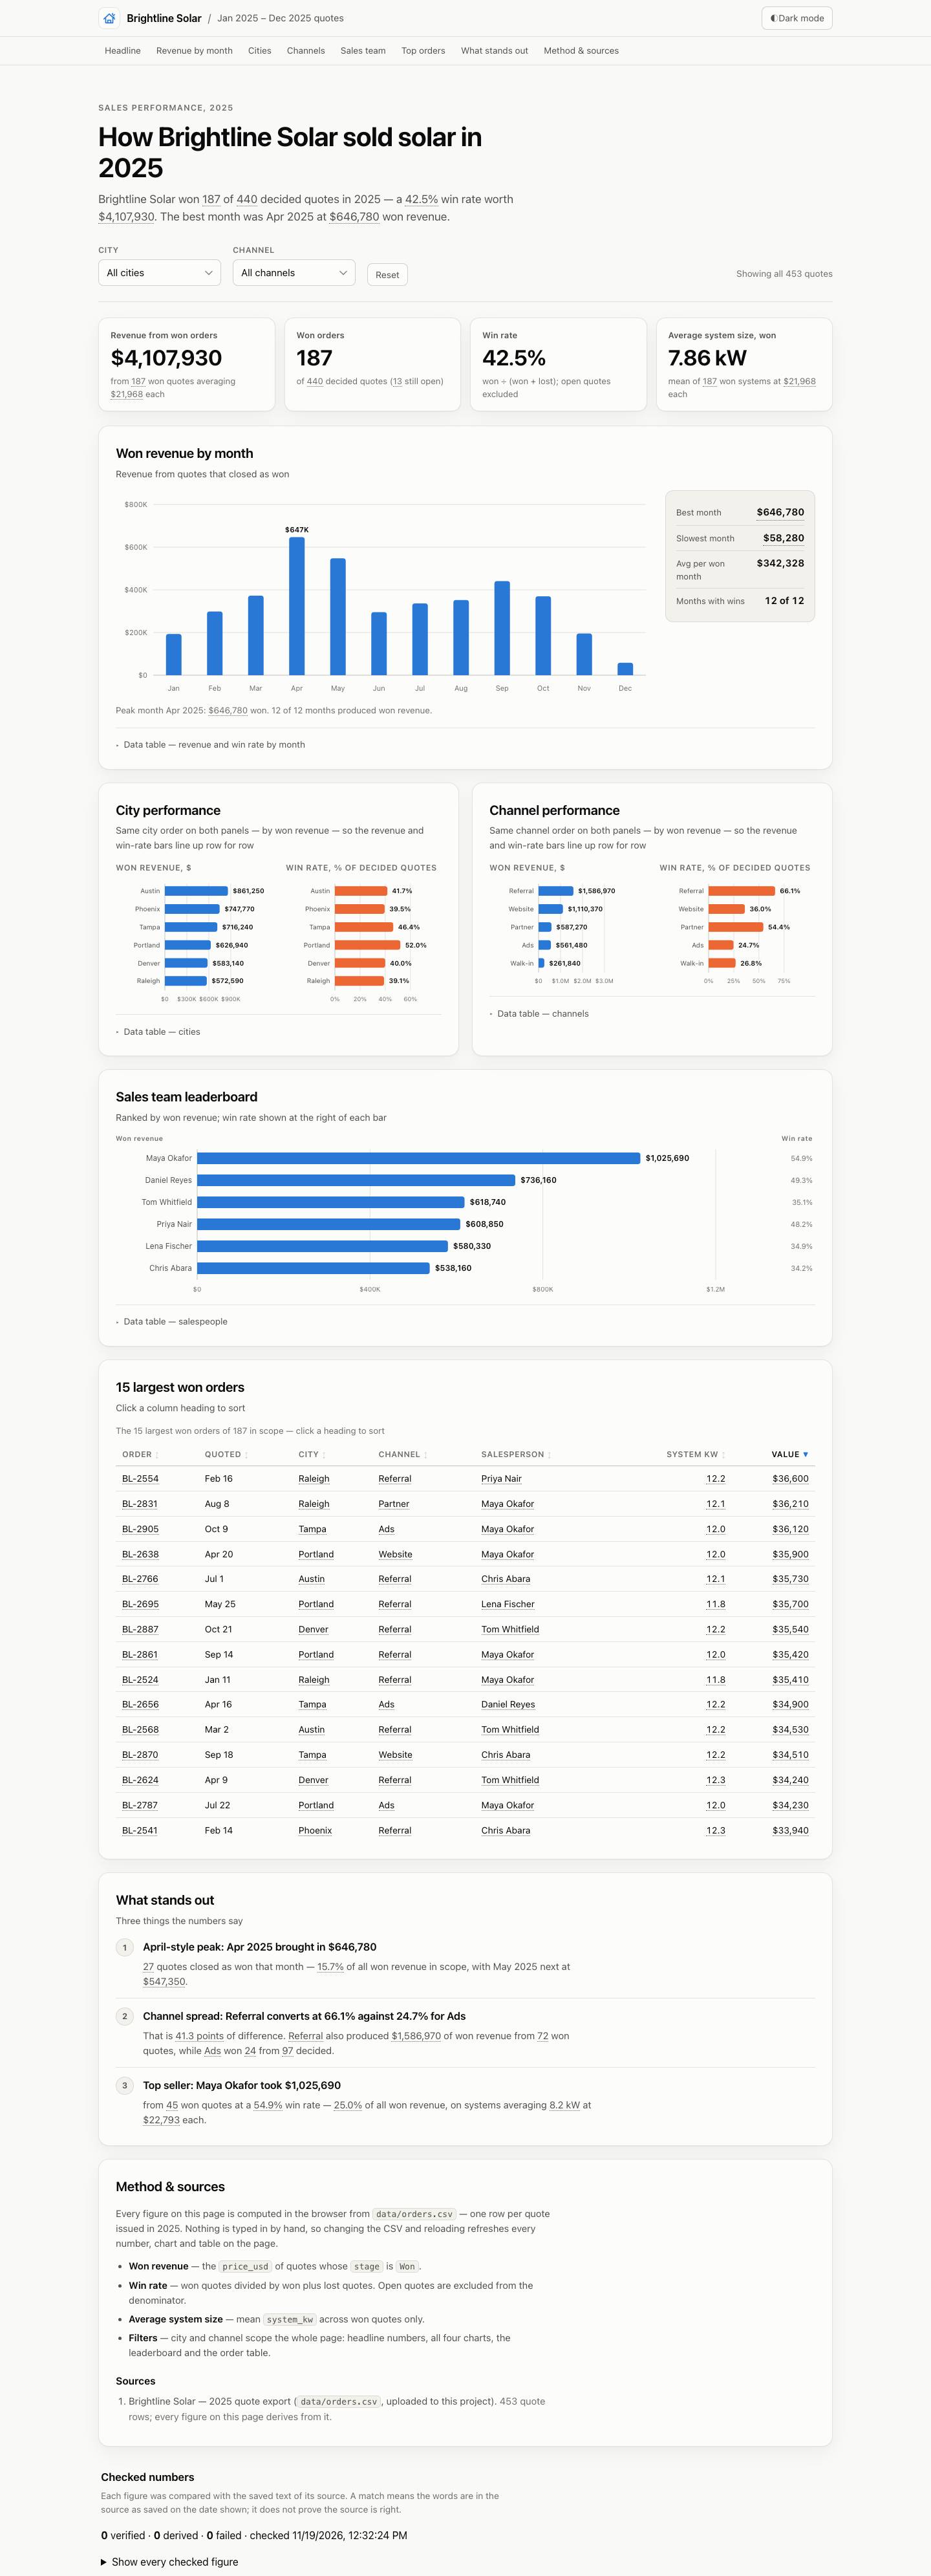 Brightline Solar / Jan 2025 – Dec 2025 quotes
Dark mode
Headline Revenue by month Cities Channels Sales team Top orders What stands out Method & sources
SALES PERFORMANCE, 2025
How Brightline Solar sold solar in
2025
Brightline Solar won 187 of 440 decided quotes in 2025 — a 42.5% win rate worth
$4,107,930. The best month was Apr 2025 at $646,780 won revenue.
CITY
CHANNEL
All cities
All channels
Reset
Showing all 453 quotes
Revenue from won orders
$4,107,930
from 187 won quotes averaging
$21,968 each
Won orders
187
of 440 decided quotes (13 still open)
Win rate
42.5%
won ÷ (won + lost); open quotes
excluded
Average system size, won
7.86 kW
mean of 187 won systems at $21,968
each
Won revenue by month
Revenue from quotes that closed as won
$800K
$600K
$400K
$200K
$0
$647K
Jan Feb Mar Apr May Jun Jul Aug Sep Oct Nov Dec
Best month $646,780
Slowest month $58,280
Avg per won
month
$342,328
Months with wins 12 of 12
Peak month Apr 2025: $646,780 won. 12 of 12 months produced won revenue.
Data table — revenue and win rate by month
City performance
Same city order on both panels — by won revenue — so the revenue and
win-rate bars line up row for row
WON REVENUE, $
Austin $861,250
Phoenix $747,770
Tampa $716,240
Portland $626,940
Denver $583,140
Raleigh $572,590
$0 $300K $600K $900K
WIN RATE, % OF DECIDED QUOTES
Austin 41.7%
Phoenix 39.5%
Tampa 46.4%
Portland 52.0%
Denver 40.0%
Raleigh 39.1%
0% 20% 40% 60%
Data table — cities
Channel performance
Same channel order on both panels — by won revenue — so the revenue
and win-rate bars line up row for row
WON REVENUE, $
Referral $1,586,970
Website $1,110,370
Partner $587,270
Ads $561,480
Walk-in $261,840
$0 $1.0M $2.0M $3.0M
WIN RATE, % OF DECIDED QUOTES
Referral 66.1%
Website 36.0%
Partner 54.4%
Ads 24.7%
Walk-in 26.8%
0% 25% 50% 75%
Data table — channels
Sales team leaderboard
Ranked by won revenue; win rate shown at the right of each bar
Won revenue Win rate
Maya Okafor $1,025,690 54.9%
Daniel Reyes $736,160 49.3%
Tom Whitfield $618,740 35.1%
Priya Nair $608,850 48.2%
Lena Fischer $580,330 34.9%
Chris Abara $538,160 34.2%
$0 $400K $800K $1.2M
Data table — salespeople
15 largest won orders
Click a column heading to sort
The 15 largest won orders of 187 in scope — click a heading to sort
ORDER QUOTED CITY CHANNEL SALESPERSON SYSTEM KW VALUE
BL-2554 Feb 16 Raleigh Referral Priya Nair 12.2 $36,600
BL-2831 Aug 8 Raleigh Partner Maya Okafor 12.1 $36,210
BL-2905 Oct 9 Tampa Ads Maya Okafor 12.0 $36,120
BL-2638 Apr 20 Portland Website Maya Okafor 12.0 $35,900
BL-2766 Jul 1 Austin Referral Chris Abara 12.1 $35,730
BL-2695 May 25 Portland Referral Lena Fischer 11.8 $35,700
BL-2887 Oct 21 Denver Referral Tom Whitfield 12.2 $35,540
BL-2861 Sep 14 Portland Referral Maya Okafor 12.0 $35,420
BL-2524 Jan 11 Raleigh Referral Maya Okafor 11.8 $35,410
BL-2656 Apr 16 Tampa Ads Daniel Reyes 12.2 $34,900
BL-2568 Mar 2 Austin Referral Tom Whitfield 12.2 $34,530
BL-2870 Sep 18 Tampa Website Chris Abara 12.2 $34,510
BL-2624 Apr 9 Denver Referral Tom Whitfield 12.3 $34,240
BL-2787 Jul 22 Portland Ads Maya Okafor 12.0 $34,230
BL-2541 Feb 14 Phoenix Referral Chris Abara 12.3 $33,940
What stands out
Three things the numbers say
1 April-style peak: Apr 2025 brought in $646,780
27 quotes closed as won that month — 15.7% of all won revenue in scope, with May 2025 next at
$547,350.
2 Channel spread: Referral converts at 66.1% against 24.7% for Ads
That is 41.3 points of difference. Referral also produced $1,586,970 of won revenue from 72 won
quotes, while Ads won 24 from 97 decided.
3 Top seller: Maya Okafor took $1,025,690
from 45 won quotes at a 54.9% win rate — 25.0% of all won revenue, on systems averaging 8.2 kW at
$22,793 each.
Method & sources
Every figure on this page is computed in the browser from data/orders.csv — one row per quote
issued in 2025. Nothing is typed in by hand, so changing the CSV and reloading refreshes every
number, chart and table on the page.
• Won revenue — the price_usd of quotes whose stage is Won.
• Win rate — won quotes divided by won plus lost quotes. Open quotes are excluded from the
denominator.
• Average system size — mean system_kw across won quotes only.
• Filters — city and channel scope the whole page: headline numbers, all four charts, the
leaderboard and the order table.
Sources
1. Brightline Solar — 2025 quote export (data/orders.csv, uploaded to this project). 453 quote
rows; every figure on this page derives from it.
Checked numbers
Each figure was compared with the saved text of its source. A match means the words are in the
source as saved on the date shown; it does not prove the source is right.
0 verified · 0 derived · 0 failed · checked 11/19/2026, 12:32:24 PM
Show every checked figure